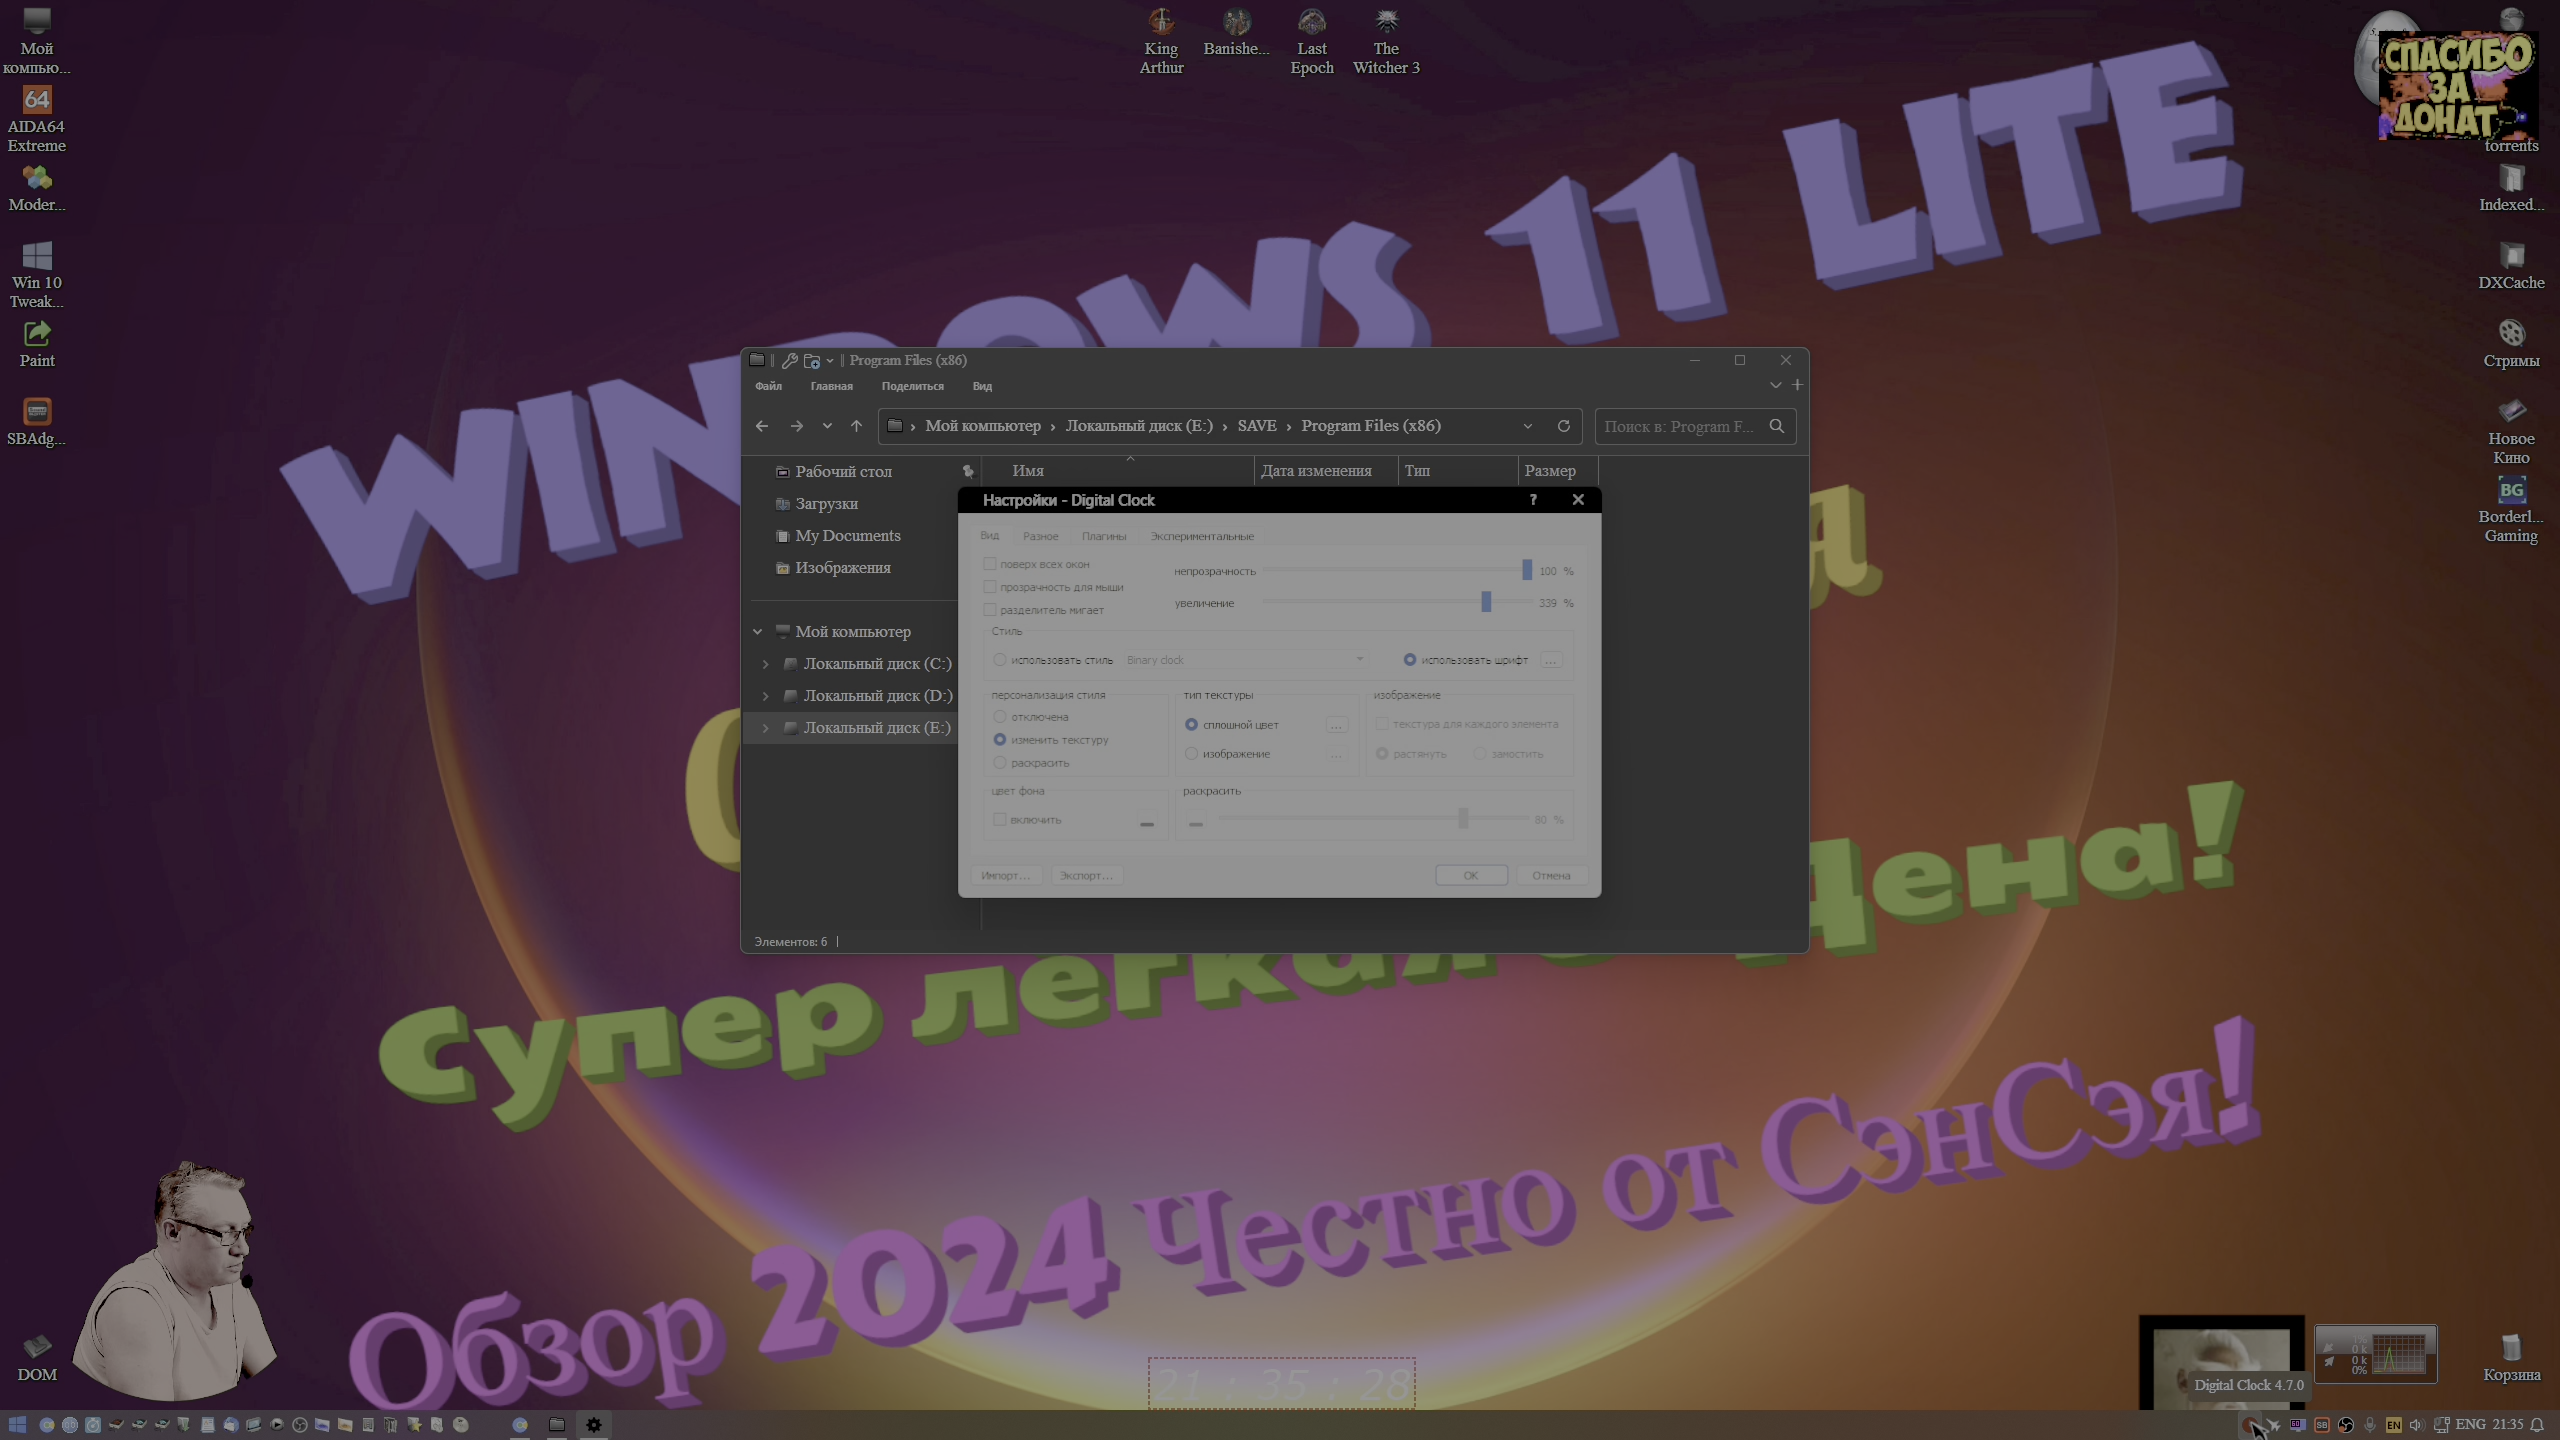 Мой
компью...
AIDA64
Extreme
Moder...
Win 10
Tweak...
Paint
SBAdg...
King
Arthur
Banishe...
Last
Epoch
The
Witcher 3
СПАСИБО
ЗА
ДОНАТ
torrents
Indexed...
DXCache
Стримы
Новое
Кино
BG
Borderl...
Gaming
WINDOWS 11 LITE
Супер легкая
Обзор 2024 Честно от СэнСэя!
Program Files (x86)
Файл Главная Поделиться Вид
Мой компьютер › Локальный диск (E:) › SAVE › Program Files (x86)
Поиск в: Program F...
Имя Дата изменения Тип Размер
Рабочий стол
Загрузки
My Documents
Изображения
Мой компьютер
Локальный диск (C:)
Локальный диск (D:)
Локальный диск (E:)
Элементов: 6
Настройки - Digital Clock
Вид Разное Плагины Экспериментальные
поверх всех окон
прозрачность для мыши
разделитель мигает
непрозрачность 100 %
увеличение 339 %
Стиль
использовать стиль Binary clock использовать шрифт ...
персонализация стиля
отключена
изменить текстуру
раскрасить
тип текстуры
сплошной цвет ...
изображение ...
изображение
текстура для каждого элемента
растянуть замостить
цвет фона
включить
раскрасить
80 %
Импорт... Экспорт... OK Отмена
21 : 35 : 28
DOM
0 k
0 k
0%
Корзина
Digital Clock 4.7.0
SB
EN
ENG 21:35